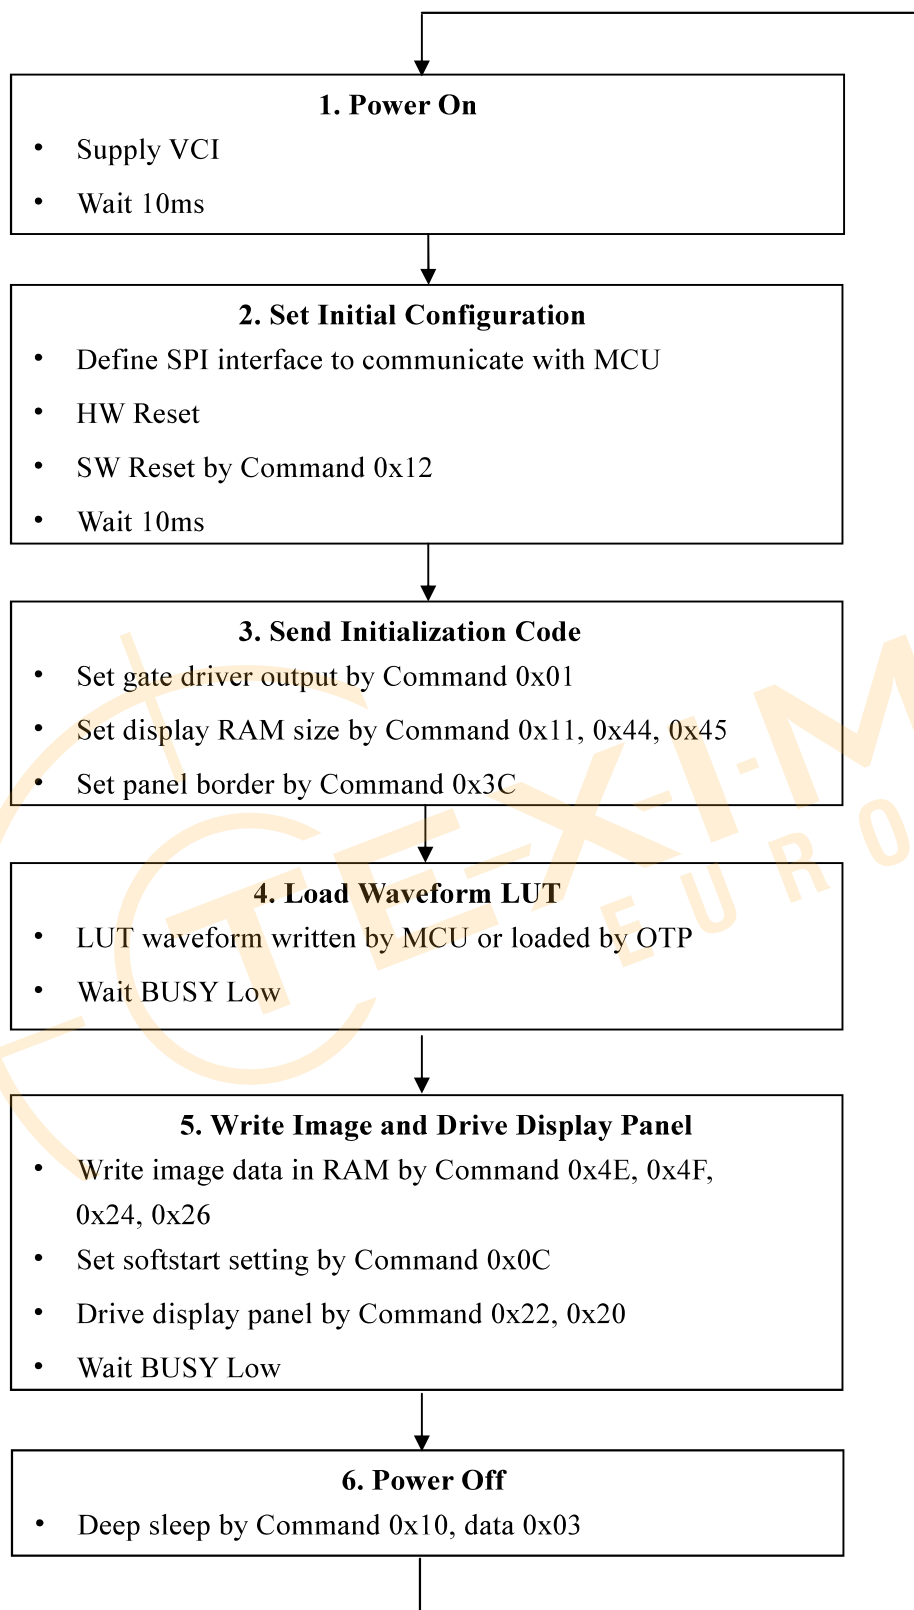 1. Power On
• Supply VCI
• Wait 10ms
2. Set Initial Configuration
• Define SPI interface to communicate with MCU
• HW Reset
• SW Reset by Command 0x12
• Wait 10ms
3. Send Initialization Code
• Set gate driver output by Command 0x01
• Set display RAM size by Command 0x11, 0x44, 0x45
• Set panel border by Command 0x3C
4. Load Waveform LUT
• LUT waveform written by MCU or loaded by OTP
• Wait BUSY Low
5. Write Image and Drive Display Panel
• Write image data in RAM by Command 0x4E, 0x4F,
0x24, 0x26
• Set softstart setting by Command 0x0C
• Drive display panel by Command 0x22, 0x20
• Wait BUSY Low
6. Power Off
• Deep sleep by Command 0x10, data 0x03
TEXIM
EURO